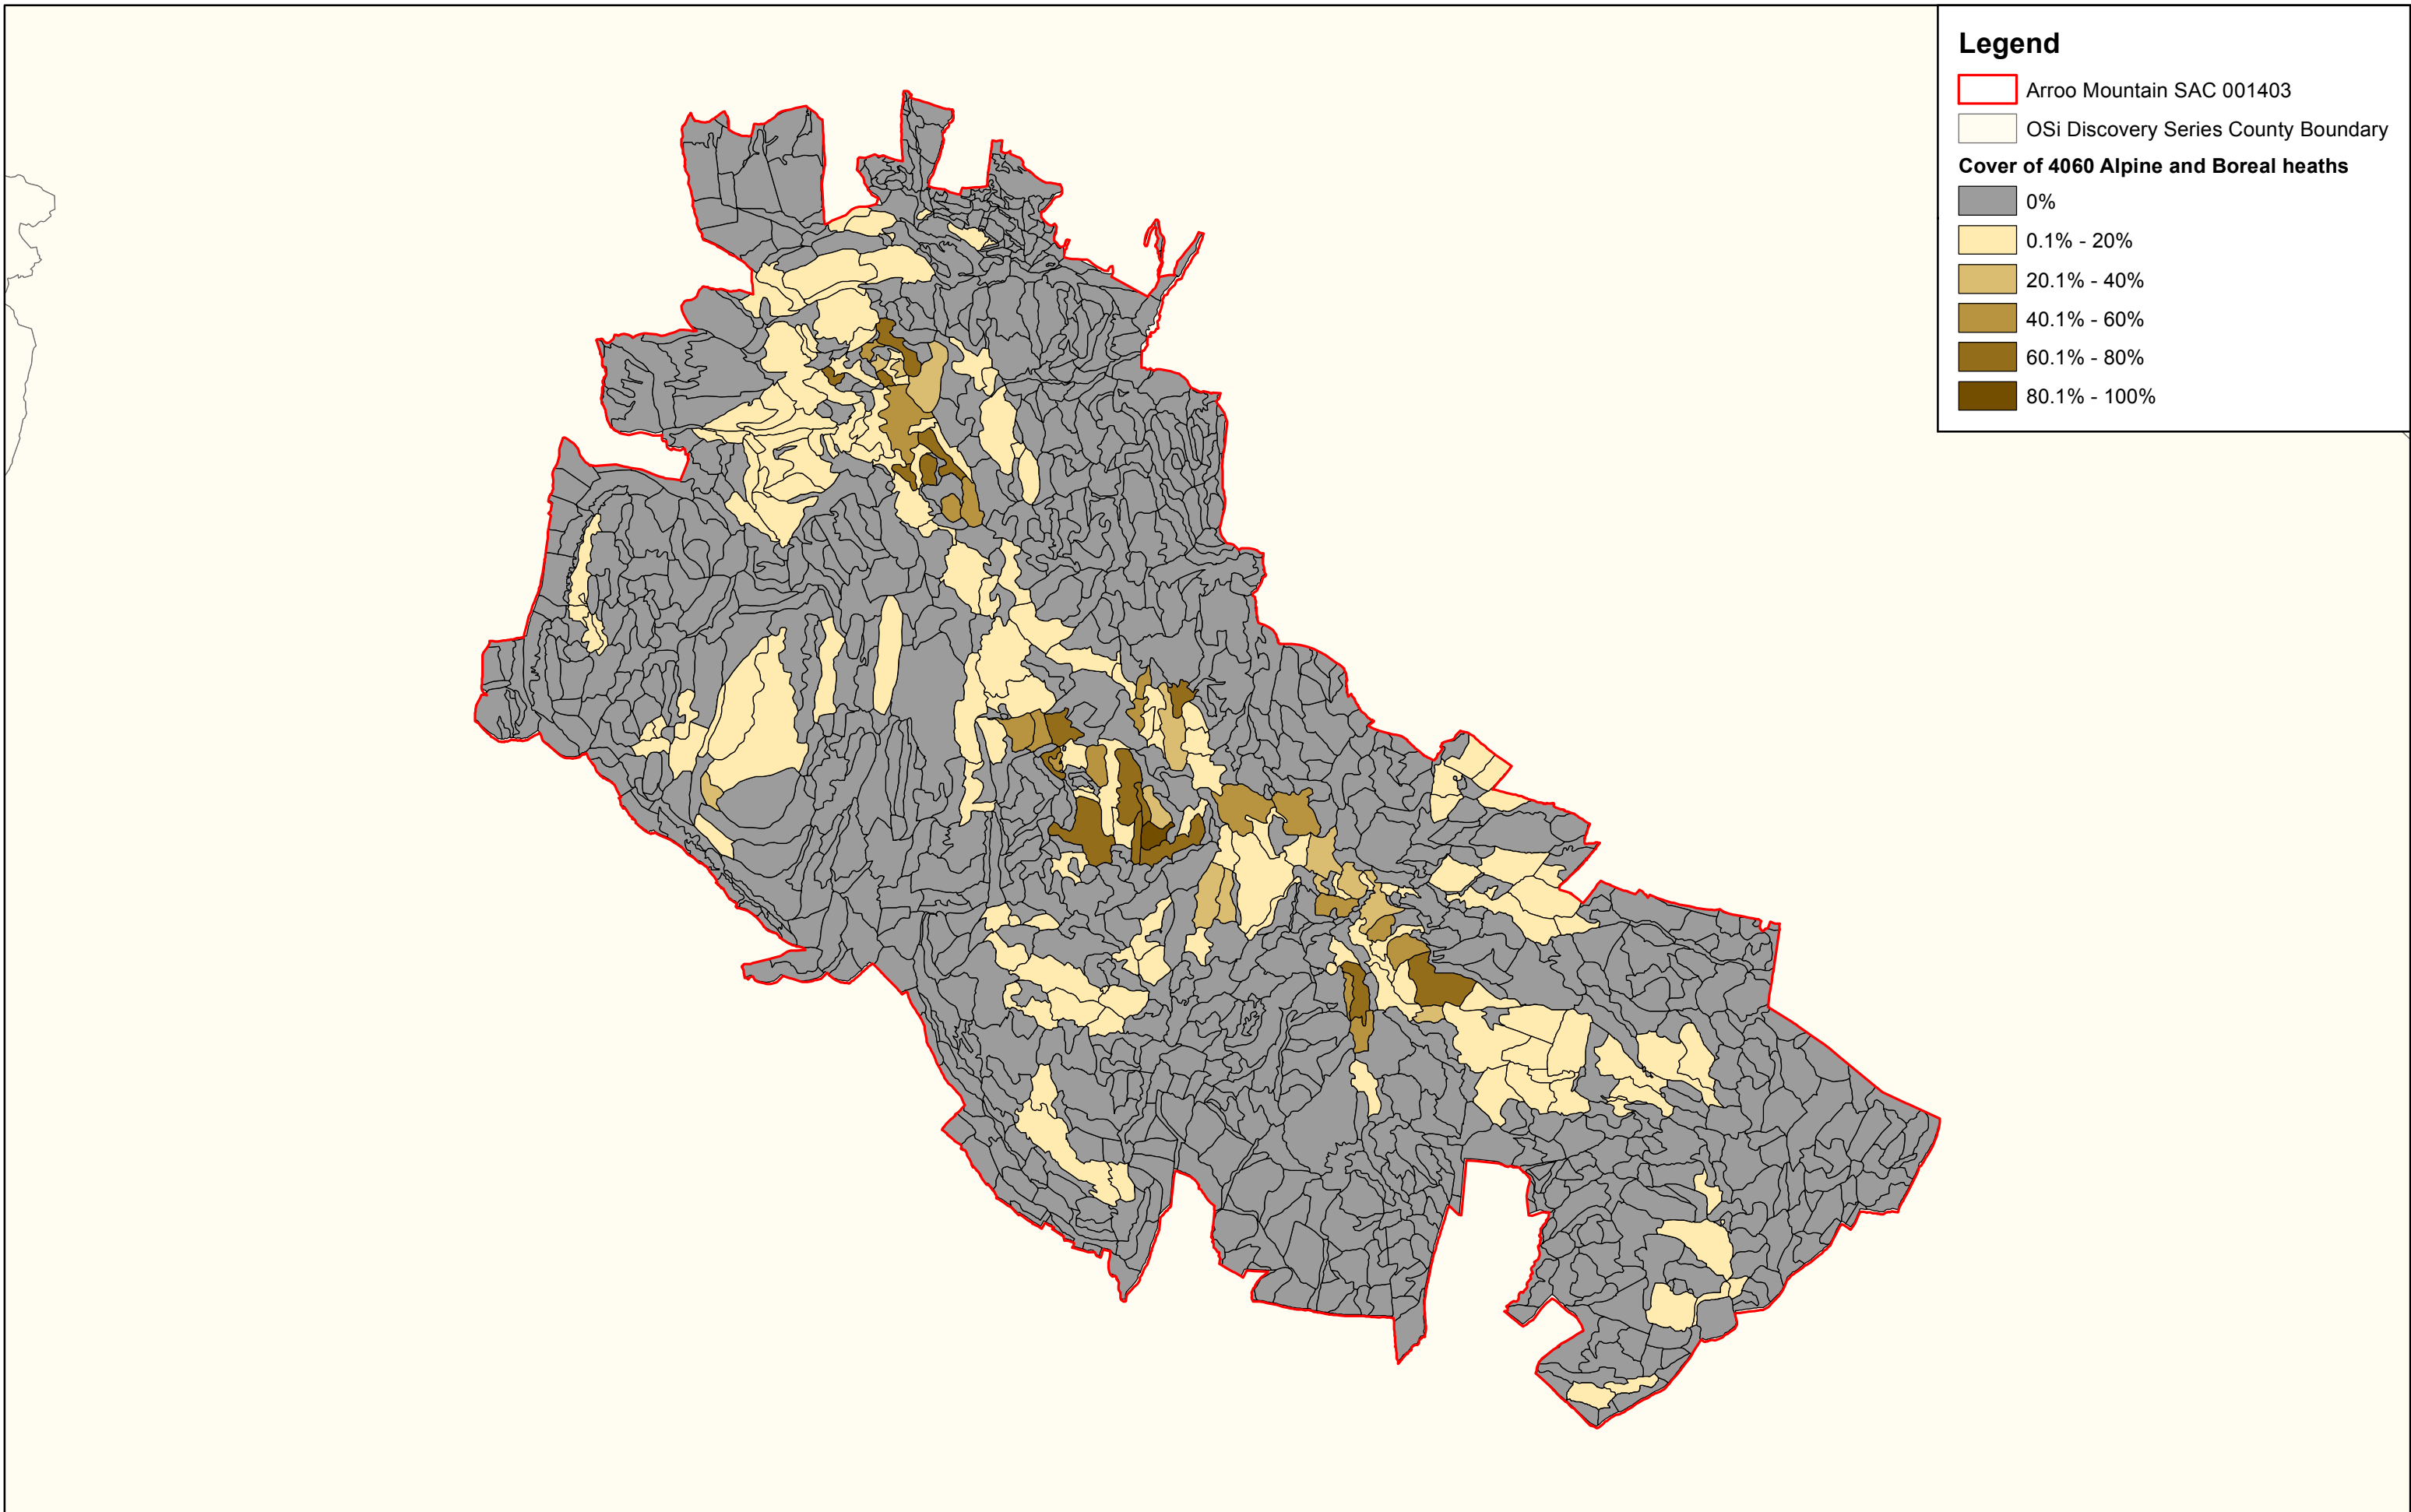 Legend
Arroo Mountain SAC 001403
OSi Discovery Series County Boundary
Cover of 4060 Alpine and Boreal heaths
0%
0.1% - 20%
20.1% - 40%
40.1% - 60%
60.1% - 80%
80.1% - 100%